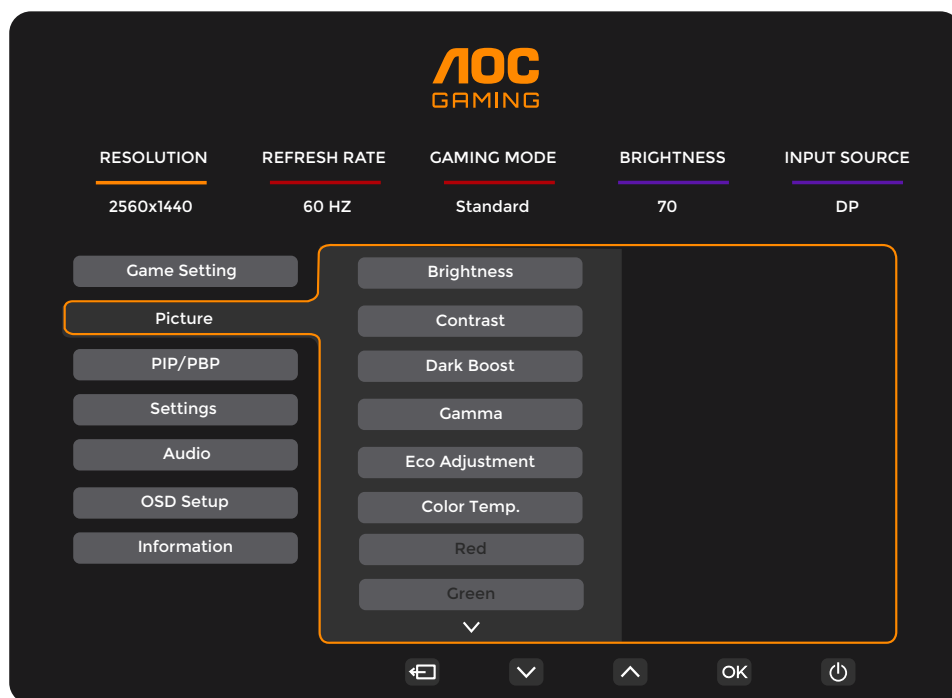 AOC
GAMING
RESOLUTION REFRESH RATE GAMING MODE BRIGHTNESS INPUT SOURCE
2560x1440 60 HZ Standard 70 DP
Game Setting
Picture
PIP/PBP
Settings
Audio
OSD Setup
Information
Brightness
Contrast
Dark Boost
Gamma
Eco Adjustment
Color Temp.
Red
Green
OK